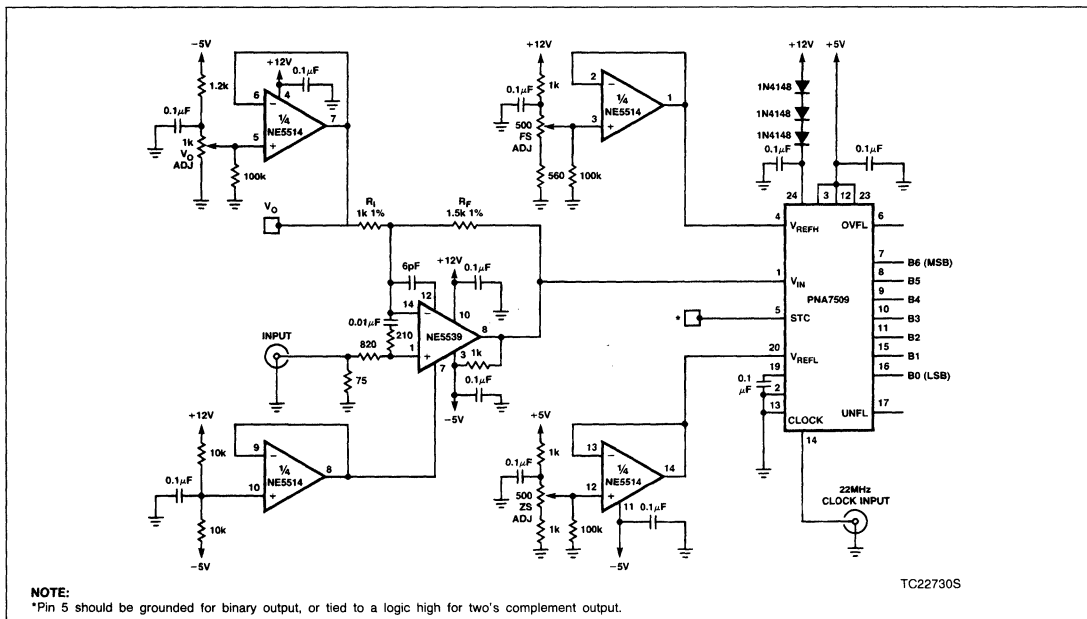 -5V
1.2k
0.1μF
1k
VO
ADJ
+12V
0.1μF
6
4
1/4
NE5514
7
5
100k
VO
RI
1k 1%
RF
1.5k 1%
6pF
+12V
0.1μF
12
14
10
0.01μF
210
NE5539
8
INPUT
820
1
3
1k
7
75
0.1μF
-5V
+12V
10k
0.1μF
10k
-5V
9
10
1/4
NE5514
8
+12V
1k
0.1μF
500
FS
ADJ
560
100k
2
3
1/4
NE5514
1
+5V
1k
0.1μF
500
ZS
ADJ
1k
100k
13
12
1/4
NE5514
14
11
0.1μF
-5V
+12V
+5V
1N4148
1N4148
1N4148
0.1μF
0.1μF
24
3
12
23
4
VREFH
OVFL
6
1
VIN
PNA7509
*
5
STC
20
VREFL
19
0.1
μF
2
13
CLOCK
14
7
B6 (MSB)
8
B5
9
B4
10
B3
11
B2
15
B1
16
B0 (LSB)
UNFL
17
22MHz
CLOCK INPUT
TC22730S
NOTE:
*Pin 5 should be grounded for binary output, or tied to a logic high for two's complement output.